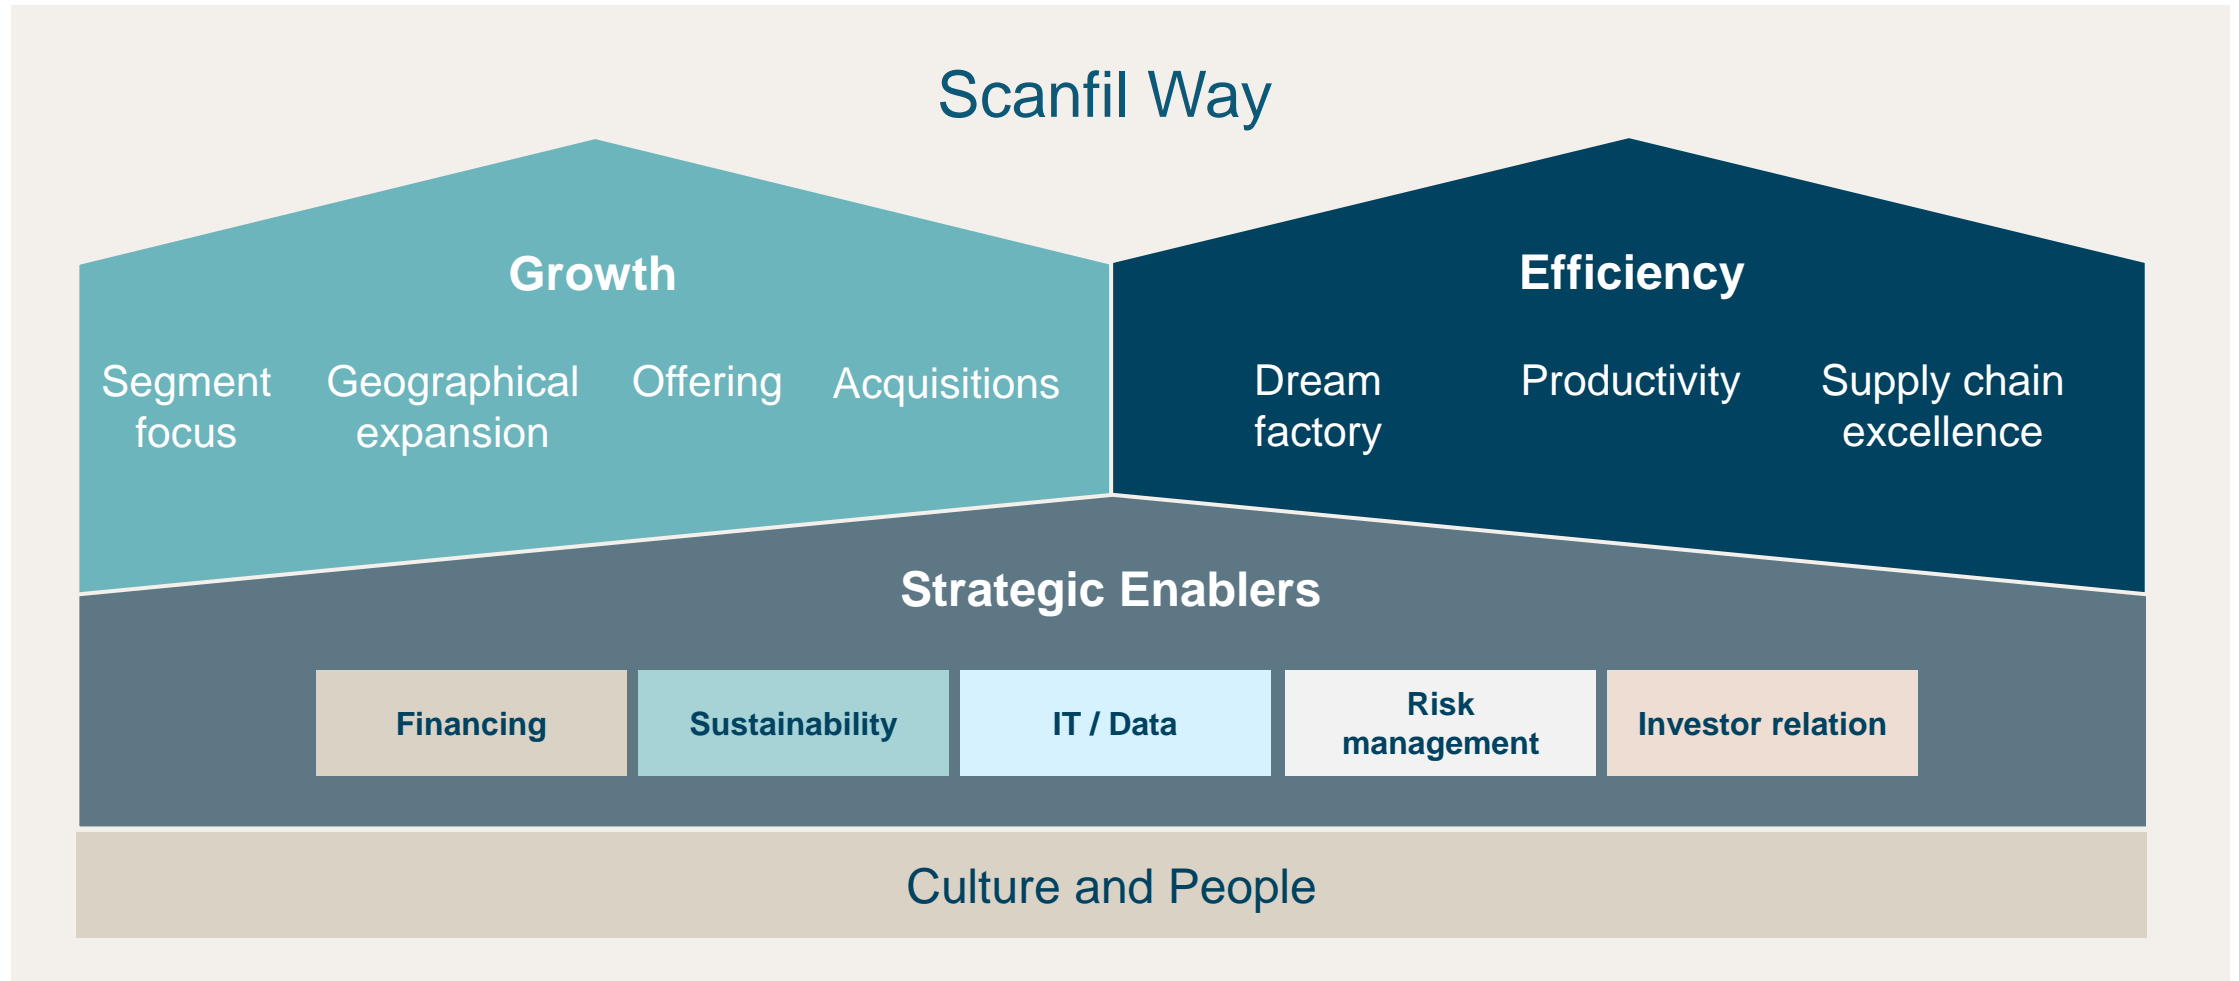 Scanfil Way
Growth
Segment
focus
Geographical
expansion
Offering
Acquisitions
Efficiency
Dream
factory
Productivity
Supply chain
excellence
Strategic Enablers
Financing
Sustainability
IT / Data
Risk
management
Investor relation
Culture and People